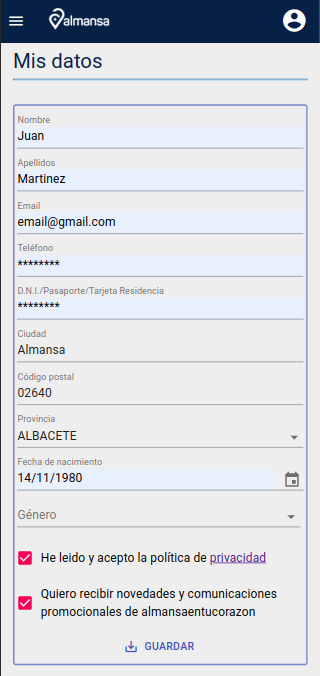 almansa
Mis datos
Nombre
Juan
Apellidos
Martinez
Email
email@gmail.com
Teléfono
********
D.N.I./Pasaporte/Tarjeta Residencia
********
Ciudad
Almansa
Código postal
02640
Provincia
ALBACETE
Fecha de nacimiento
14/11/1980
Género
He leido y acepto la política de privacidad
Quiero recibir novedades y comunicaciones
promocionales de almansaentucorazon
GUARDAR